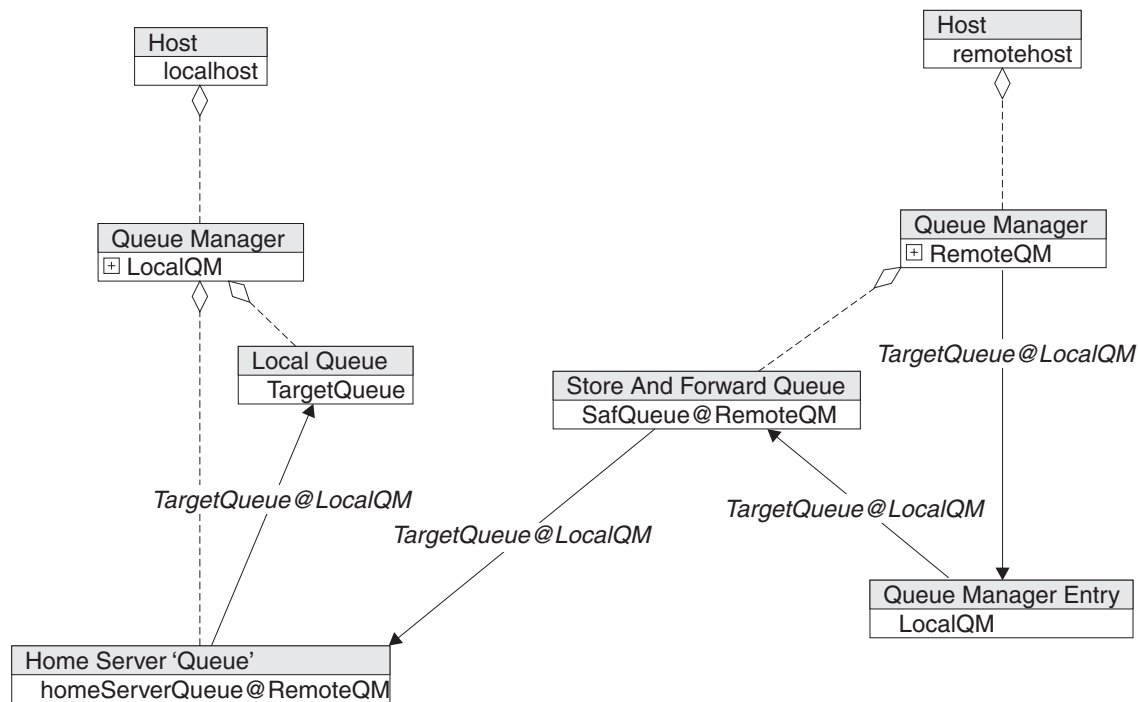 Host
localhost
Host
remotehost
Queue Manager
+ LocalQM
Queue Manager
+ RemoteQM
Local Queue
TargetQueue
TargetQueue@LocalQM
Store And Forward Queue
SafQueue@RemoteQM
TargetQueue@LocalQM
TargetQueue@LocalQM
TargetQueue@LocalQM
Queue Manager Entry
LocalQM
Home Server ‘Queue’
homeServerQueue@RemoteQM